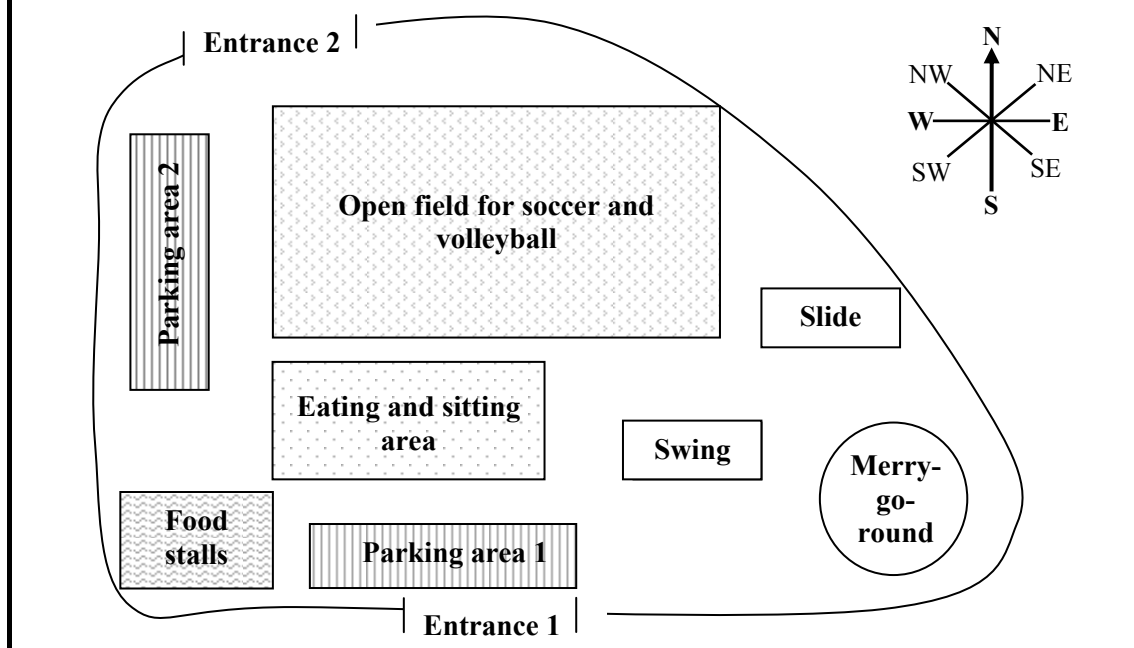 Entrance 2
N
NW
NE
W
E
SW
SE
S
Parking area 2
Open field for soccer and
volleyball
Slide
Eating and sitting
area
Swing
Merry-
go-
round
Food
stalls
Parking area 1
Entrance 1